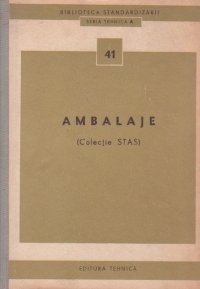 BIBLIOTECA STANDARDIZĂRII
SERIA TEHNICĂ A
41
AMBALAJE
(Colecție STAS)
EDITURA TEHNICĂ